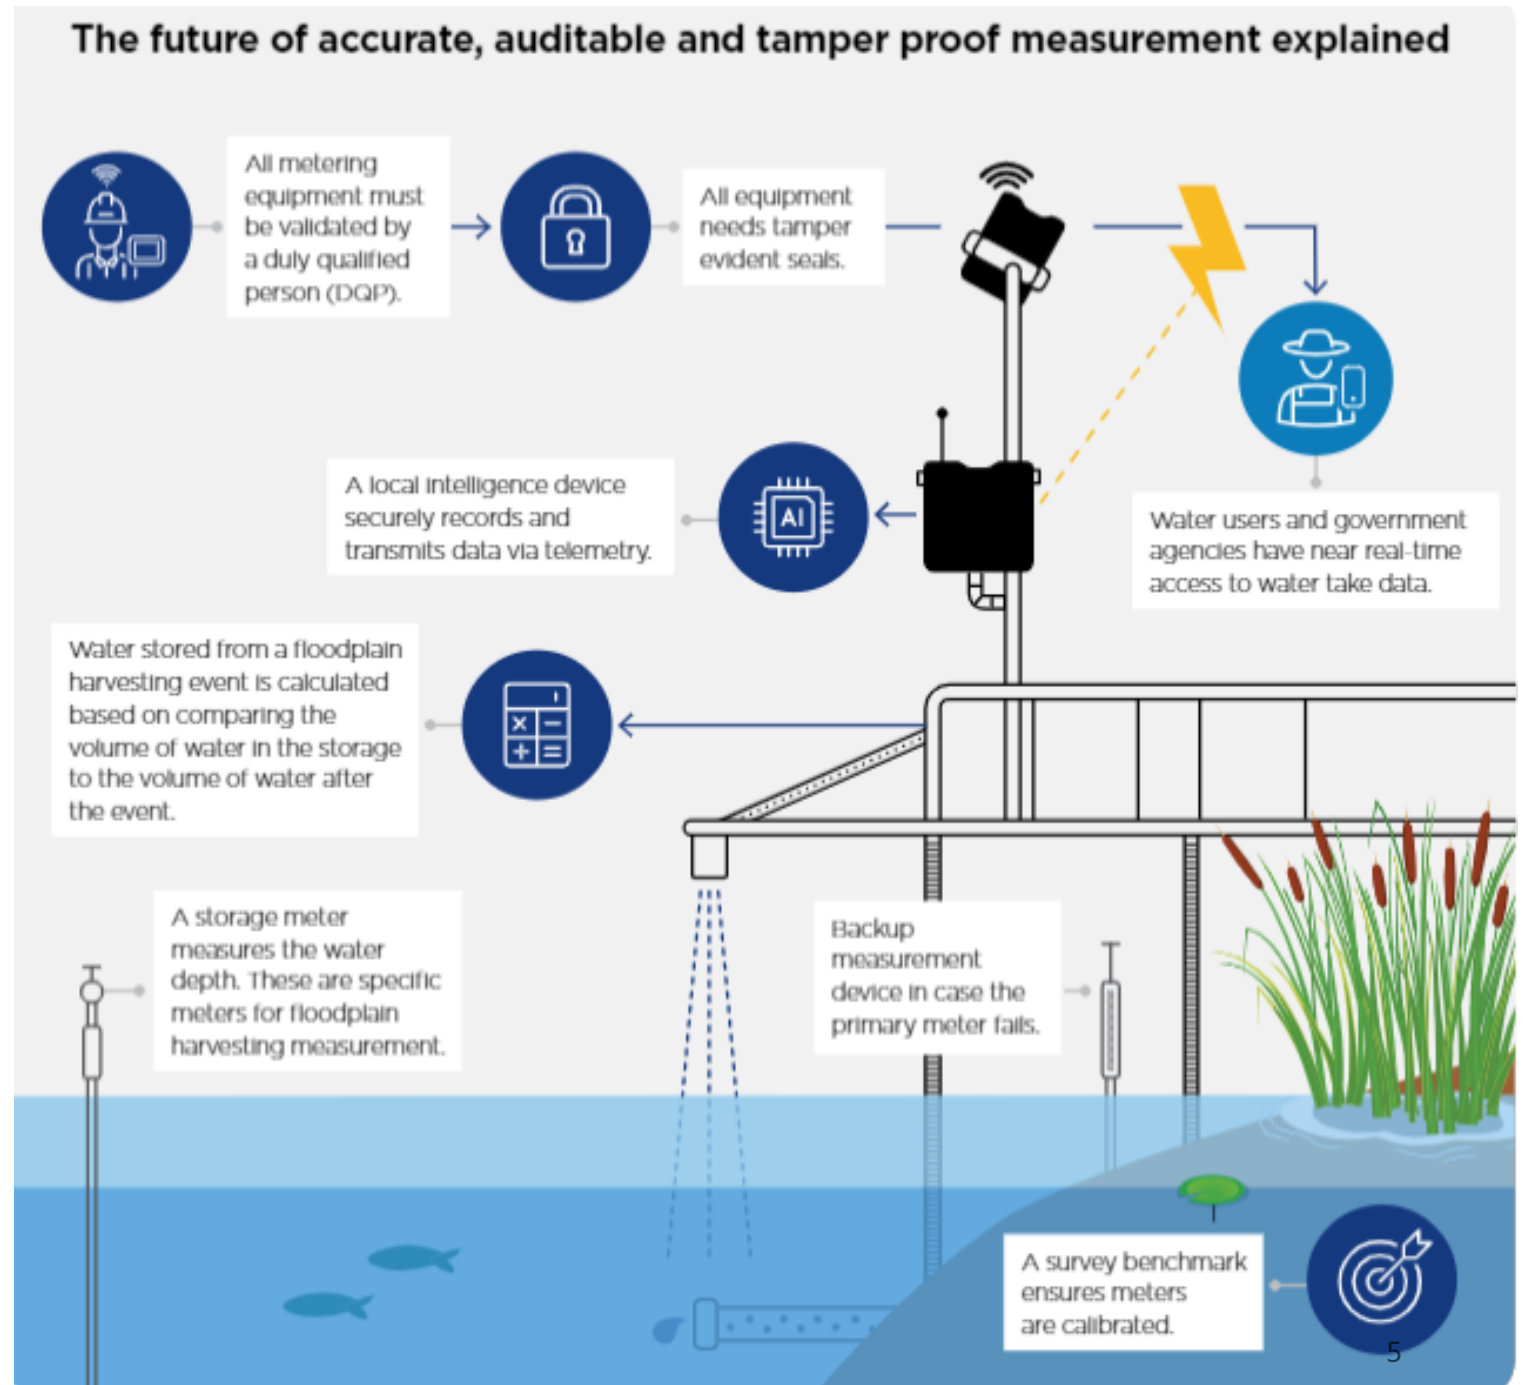 The future of accurate, auditable and tamper proof measurement explained
All metering
equipment must
be validated by
a duly qualified
person (DQP).
All equipment
needs tamper
evident seals.
A local intelligence device
securely records and
transmits data via telemetry.
AI
Water users and government
agencies have near real-time
access to water take data.
Water stored from a floodplain
harvesting event is calculated
based on comparing the
volume of water in the storage
to the volume of water after
the event.
A storage meter
measures the water
depth. These are specific
meters for floodplain
harvesting measurement.
Backup
measurement
device in case the
primary meter fails.
A survey benchmark
ensures meters
are calibrated.
5